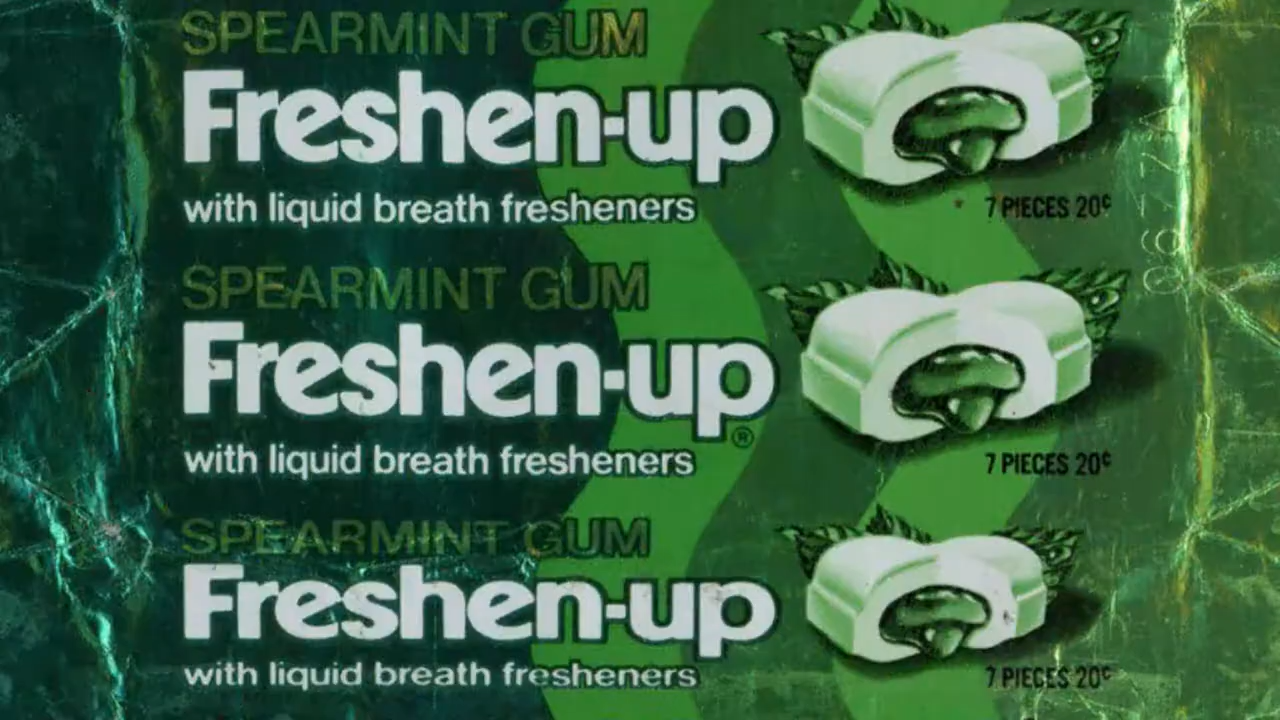 SPEARMINT GUM
Freshen-up
with liquid breath fresheners
7 PIECES 20¢
SPEARMINT GUM
Freshen-up®
with liquid breath fresheners
7 PIECES 20¢
SPEARMINT GUM
Freshen-up
with liquid breath fresheners
7 PIECES 20¢